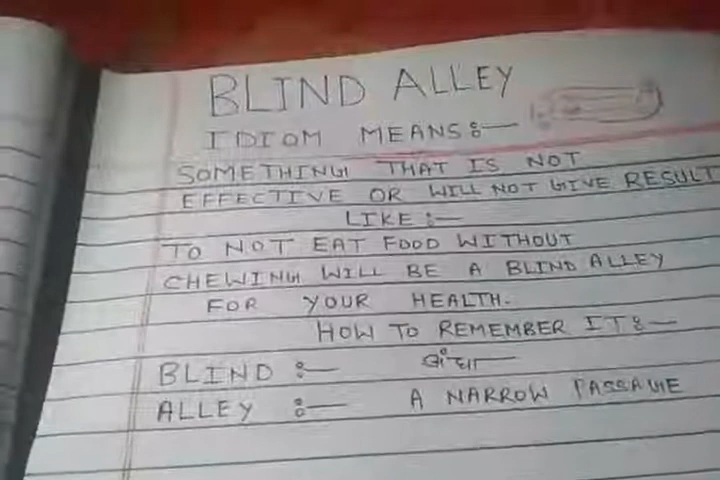 BLIND ALLEY
IDIOM MEANS:—
SOMETHING THAT IS NOT
EFFECTIVE OR WILL NOT GIVE RESULT
LIKE:—
TO NOT EAT FOOD WITHOUT
CHEWING WILL BE A BLIND ALLEY
FOR YOUR HEALTH.
HOW TO REMEMBER IT:—
BLIND :—
ALLEY :— A NARROW PASSAGE